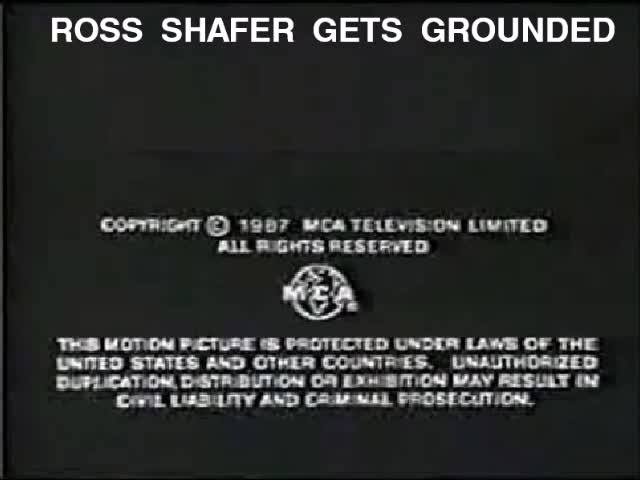 ROSS SHAFER GETS GROUNDED
COPYRIGHT © 1987 MCA TELEVISION LIMITED
ALL RIGHTS RESERVED
MCA
THIS MOTION PICTURE IS PROTECTED UNDER LAWS OF THE
UNITED STATES AND OTHER COUNTRIES. UNAUTHORIZED
DUPLICATION, DISTRIBUTION OR EXHIBITION MAY RESULT IN
CIVIL LIABILITY AND CRIMINAL PROSECUTION.